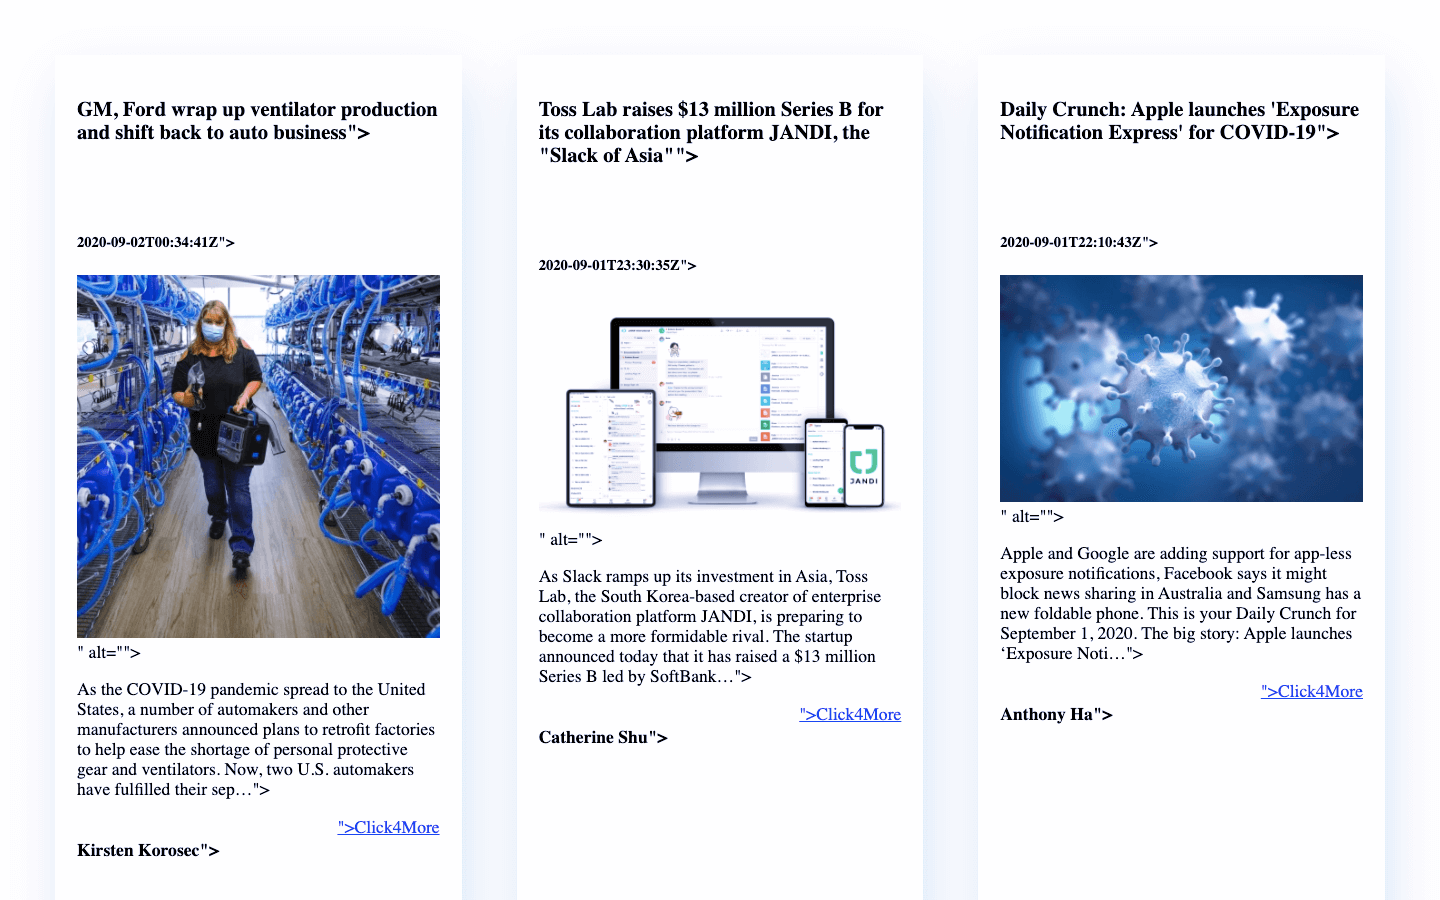 GM, Ford wrap up ventilator production
and shift back to auto business">
2020-09-02T00:34:41Z">
" alt="">
As the COVID-19 pandemic spread to the United
States, a number of automakers and other
manufacturers announced plans to retrofit factories
to help ease the shortage of personal protective
gear and ventilators. Now, two U.S. automakers
have fulfilled their sep…">
">Click4More
Kirsten Korosec">
Toss Lab raises $13 million Series B for
its collaboration platform JANDI, the
"Slack of Asia"">
2020-09-01T23:30:35Z">
JANDI
" alt="">
As Slack ramps up its investment in Asia, Toss
Lab, the South Korea-based creator of enterprise
collaboration platform JANDI, is preparing to
become a more formidable rival. The startup
announced today that it has raised a $13 million
Series B led by SoftBank…">
">Click4More
Catherine Shu">
Daily Crunch: Apple launches 'Exposure
Notification Express' for COVID-19">
2020-09-01T22:10:43Z">
" alt="">
Apple and Google are adding support for app-less
exposure notifications, Facebook says it might
block news sharing in Australia and Samsung has a
new foldable phone. This is your Daily Crunch for
September 1, 2020. The big story: Apple launches
‘Exposure Noti…">
">Click4More
Anthony Ha">